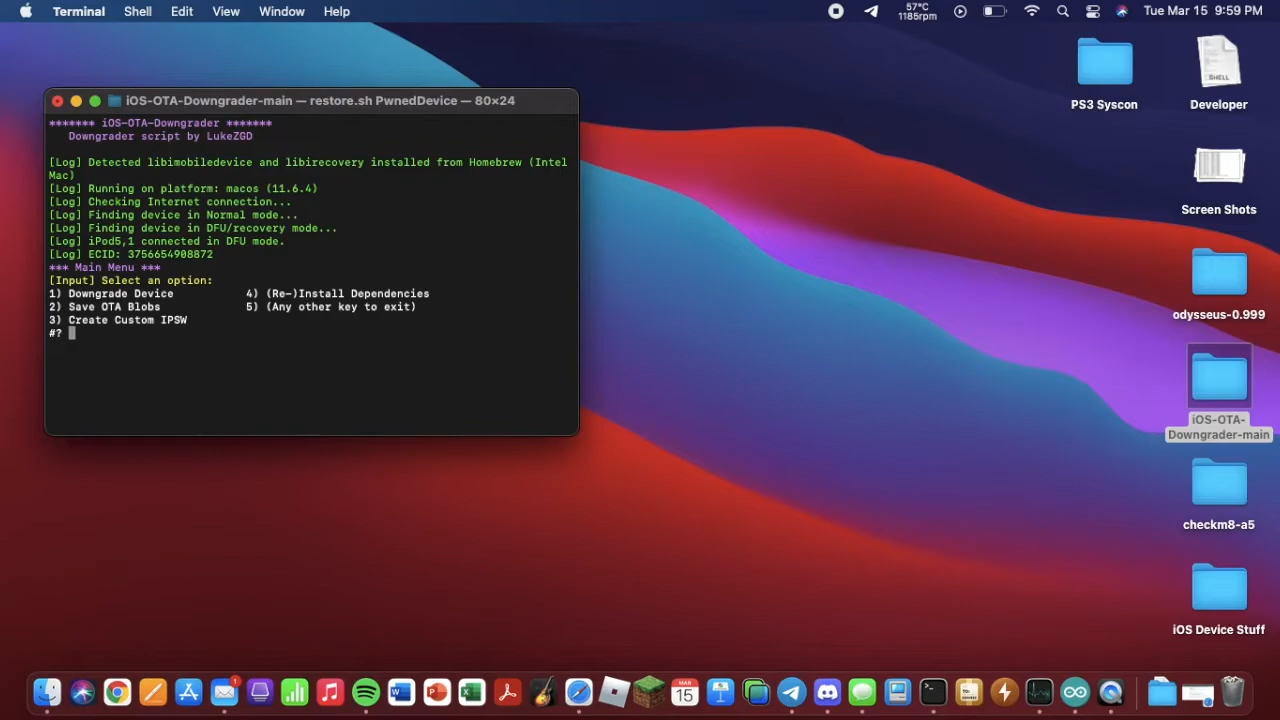 Terminal Shell Edit View Window Help
57°C
1185rpm
Tue Mar 15 9:59 PM
iOS-OTA-Downgrader-main — restore.sh PwnedDevice — 80×24
******* iOS-OTA-Downgrader *******
Downgrader script by LukeZGD
[Log] Detected libimobiledevice and libirecovery installed from Homebrew (Intel
Mac)
[Log] Running on platform: macos (11.6.4)
[Log] Checking Internet connection...
[Log] Finding device in Normal mode...
[Log] Finding device in DFU/recovery mode...
[Log] iPod5,1 connected in DFU mode.
[Log] ECID: 3756654908872
*** Main Menu ***
[Input] Select an option:
1) Downgrade Device 4) (Re-)Install Dependencies
2) Save OTA Blobs 5) (Any other key to exit)
3) Create Custom IPSW
#?
PS3 Syscon
SHELL
Developer
Screen Shots
odysseus-0.999
iOS-OTA-
Downgrader-main
checkm8-a5
iOS Device Stuff
1
MAR
15